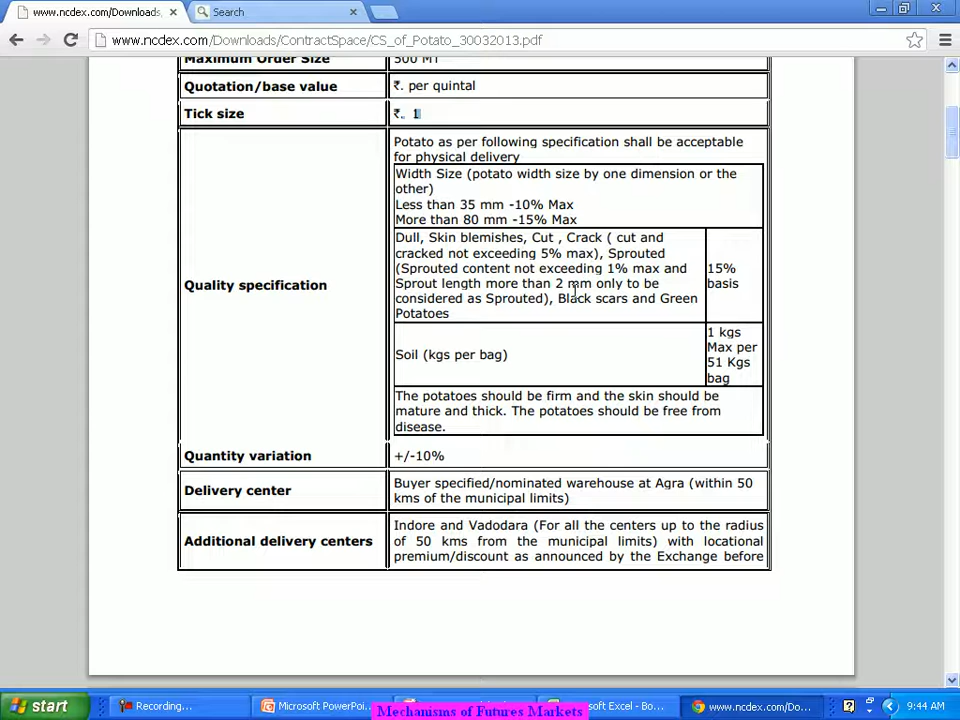 www.ncdex.com/Downloads,
Search
www.ncdex.com/Downloads/ContractSpace/CS_of_Potato_30032013.pdf
Maximum Order Size 500 MT
Quotation/base value ₹. per quintal
Tick size ₹.. 1
Quality specification
Potato as per following specification shall be acceptable
for physical delivery
Width Size (potato width size by one dimension or the
other)
Less than 35 mm -10% Max
More than 80 mm -15% Max
Dull, Skin blemishes, Cut , Crack ( cut and
cracked not exceeding 5% max), Sprouted
(Sprouted content not exceeding 1% max and
Sprout length more than 2 mm only to be
considered as Sprouted), Black scars and Green
Potatoes
15%
basis
Soil (kgs per bag)
1 kgs
Max per
51 Kgs
bag
The potatoes should be firm and the skin should be
mature and thick. The potatoes should be free from
disease.
Quantity variation +/-10%
Delivery center
Buyer specified/nominated warehouse at Agra (within 50
kms of the municipal limits)
Additional delivery centers
Indore and Vadodara (For all the centers up to the radius
of 50 kms from the municipal limits) with locational
premium/discount as announced by the Exchange before
start
Recording...
Microsoft PowerPoi...
osoft Excel - Bo...
www.ncdex.com/Do...
9:44 AM
Mechanisms of Futures Markets